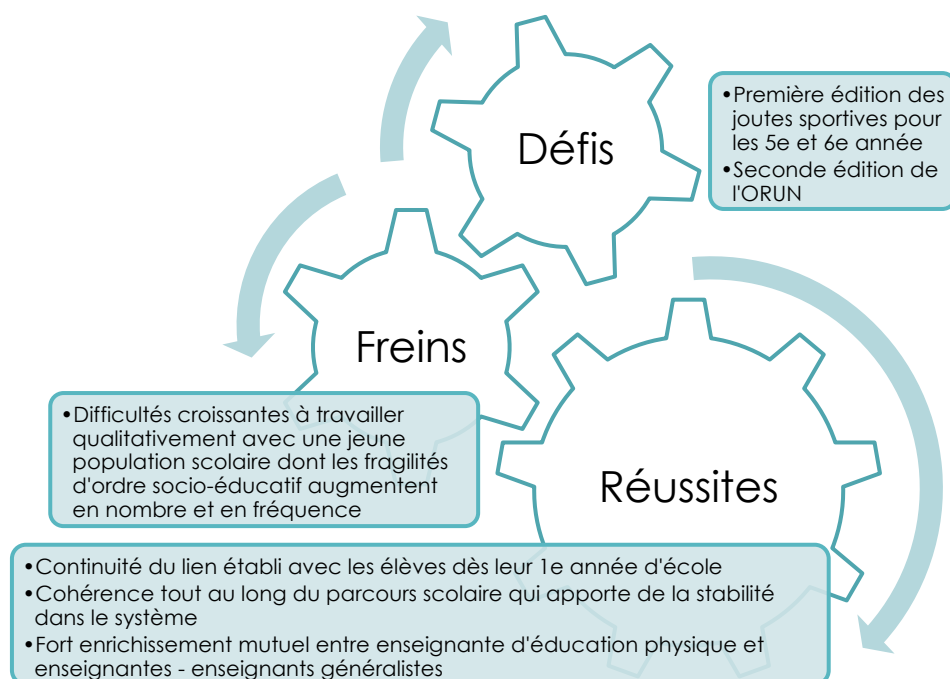 Défis
•Première édition des
joutes sportives pour
les 5e et 6e année
•Seconde édition de
l'ORUN
Freins
•Difficultés croissantes à travailler
qualitativement avec une jeune
population scolaire dont les fragilités
d'ordre socio-éducatif augmentent
en nombre et en fréquence
Réussites
•Continuité du lien établi avec les élèves dès leur 1e année d'école
•Cohérence tout au long du parcours scolaire qui apporte de la stabilité
dans le système
•Fort enrichissement mutuel entre enseignante d'éducation physique et
enseignantes - enseignants généralistes